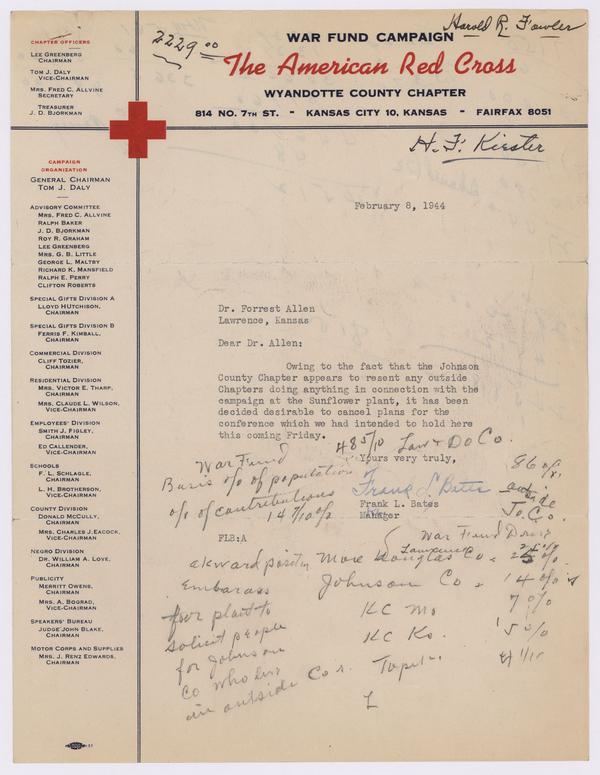 2229.00
Harold R. Fowler
WAR FUND CAMPAIGN
The American Red Cross
WYANDOTTE COUNTY CHAPTER
814 NO. 7TH ST. - KANSAS CITY 10, KANSAS - FAIRFAX 8051
H. F. Kiester
CHAPTER OFFICERS
LEE GREENBERG
CHAIRMAN
TOM J. DALY
VICE-CHAIRMAN
MRS. FRED C. ALLVINE
SECRETARY
TREASURER
J. D. BJORKMAN
CAMPAIGN
ORGANIZATION
GENERAL CHAIRMAN
TOM J. DALY
ADVISORY COMMITTEE
MRS. FRED C. ALLVINE
RALPH BAKER
J. D. BJORKMAN
ROY R. GRAHAM
LEE GREENBERG
MRS. G. B. LITTLE
GEORGE L. MALTBY
RICHARD K. MANSFIELD
RALPH E. PERRY
CLIFTON ROBERTS
SPECIAL GIFTS DIVISION A
LLOYD HUTCHISON,
CHAIRMAN
SPECIAL GIFTS DIVISION B
FERRIS F. KIMBALL,
CHAIRMAN
COMMERCIAL DIVISION
CLIFF TOZIER,
CHAIRMAN
RESIDENTIAL DIVISION
MRS. VICTOR E. THARP,
CHAIRMAN
MRS. CLAUDE L. WILSON,
VICE-CHAIRMAN
EMPLOYEES' DIVISION
SMITH J. FIGLEY,
CHAIRMAN
ED CALLENDER,
VICE-CHAIRMAN
SCHOOLS
F. L. SCHLAGLE,
CHAIRMAN
L. H. BROTHERSON,
VICE-CHAIRMAN
COUNTY DIVISION
DONALD MCCULLY,
CHAIRMAN
MRS. CHARLES J. EACOCK,
VICE-CHAIRMAN
NEGRO DIVISION
DR. WILLIAM A. LOVE,
CHAIRMAN
PUBLICITY
MERRITT OWENS,
CHAIRMAN
MRS. A. BOGRAD,
VICE-CHAIRMAN
SPEAKERS' BUREAU
JUDGE JOHN BLAKE,
CHAIRMAN
MOTOR CORPS AND SUPPLIES
MRS. J. RENZ EDWARDS,
CHAIRMAN
February 8, 1944
Dr. Forrest Allen
Lawrence, Kansas
Dear Dr. Allen:
Owing to the fact that the Johnson
County Chapter appears to resent any outside
Chapters doing anything in connection with the
campaign at the Sunflower plant, it has been
decided desirable to cancel plans for the
conference which we had intended to hold here
this coming Friday.
Yours very truly,
Frank L. Bates
Frank L. Bates
Manager
FLB:A
War Fund
Basis % of population
% of contributions
14 7/10 %
48 5/10 Law & Do Co.
86 %
outside
Jo. Co.
War Fund Drive
akward position
Embarass
for plant to
solicit people
for Johnson
Co who live
in outside Cos.
More Douglas Co.
Lawrence
Johnson Co. 14 %
KC Mo 7 %
KC Ks. 5 %